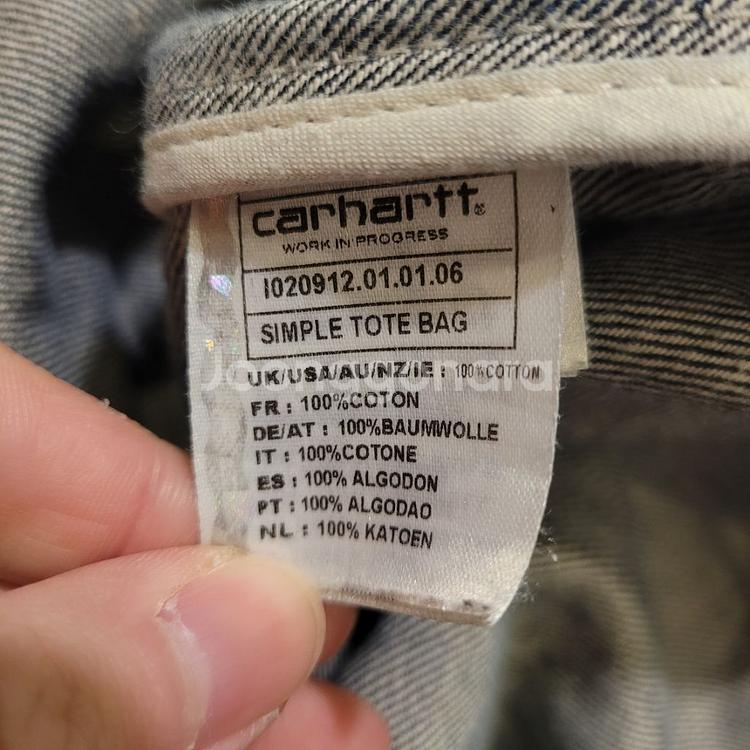 carhartt®
WORK IN PROGRESS
I020912.01.01.06
SIMPLE TOTE BAG
UK/USA/AU/NZ/IE : 100%COTTON
FR : 100%COTON
DE/AT : 100%BAUMWOLLE
IT : 100%COTONE
ES : 100% ALGODON
PT : 100% ALGODAO
NL : 100% KATOEN